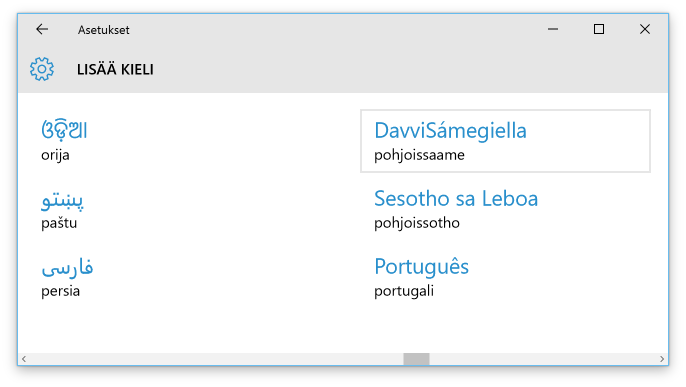 Asetukset
LISÄÄ KIELI
ଓଡ଼ିଆ
orija
پښتو
paštu
فارسی
persia
DavviSámegiella
pohjoissaame
Sesotho sa Leboa
pohjoissotho
Português
portugali